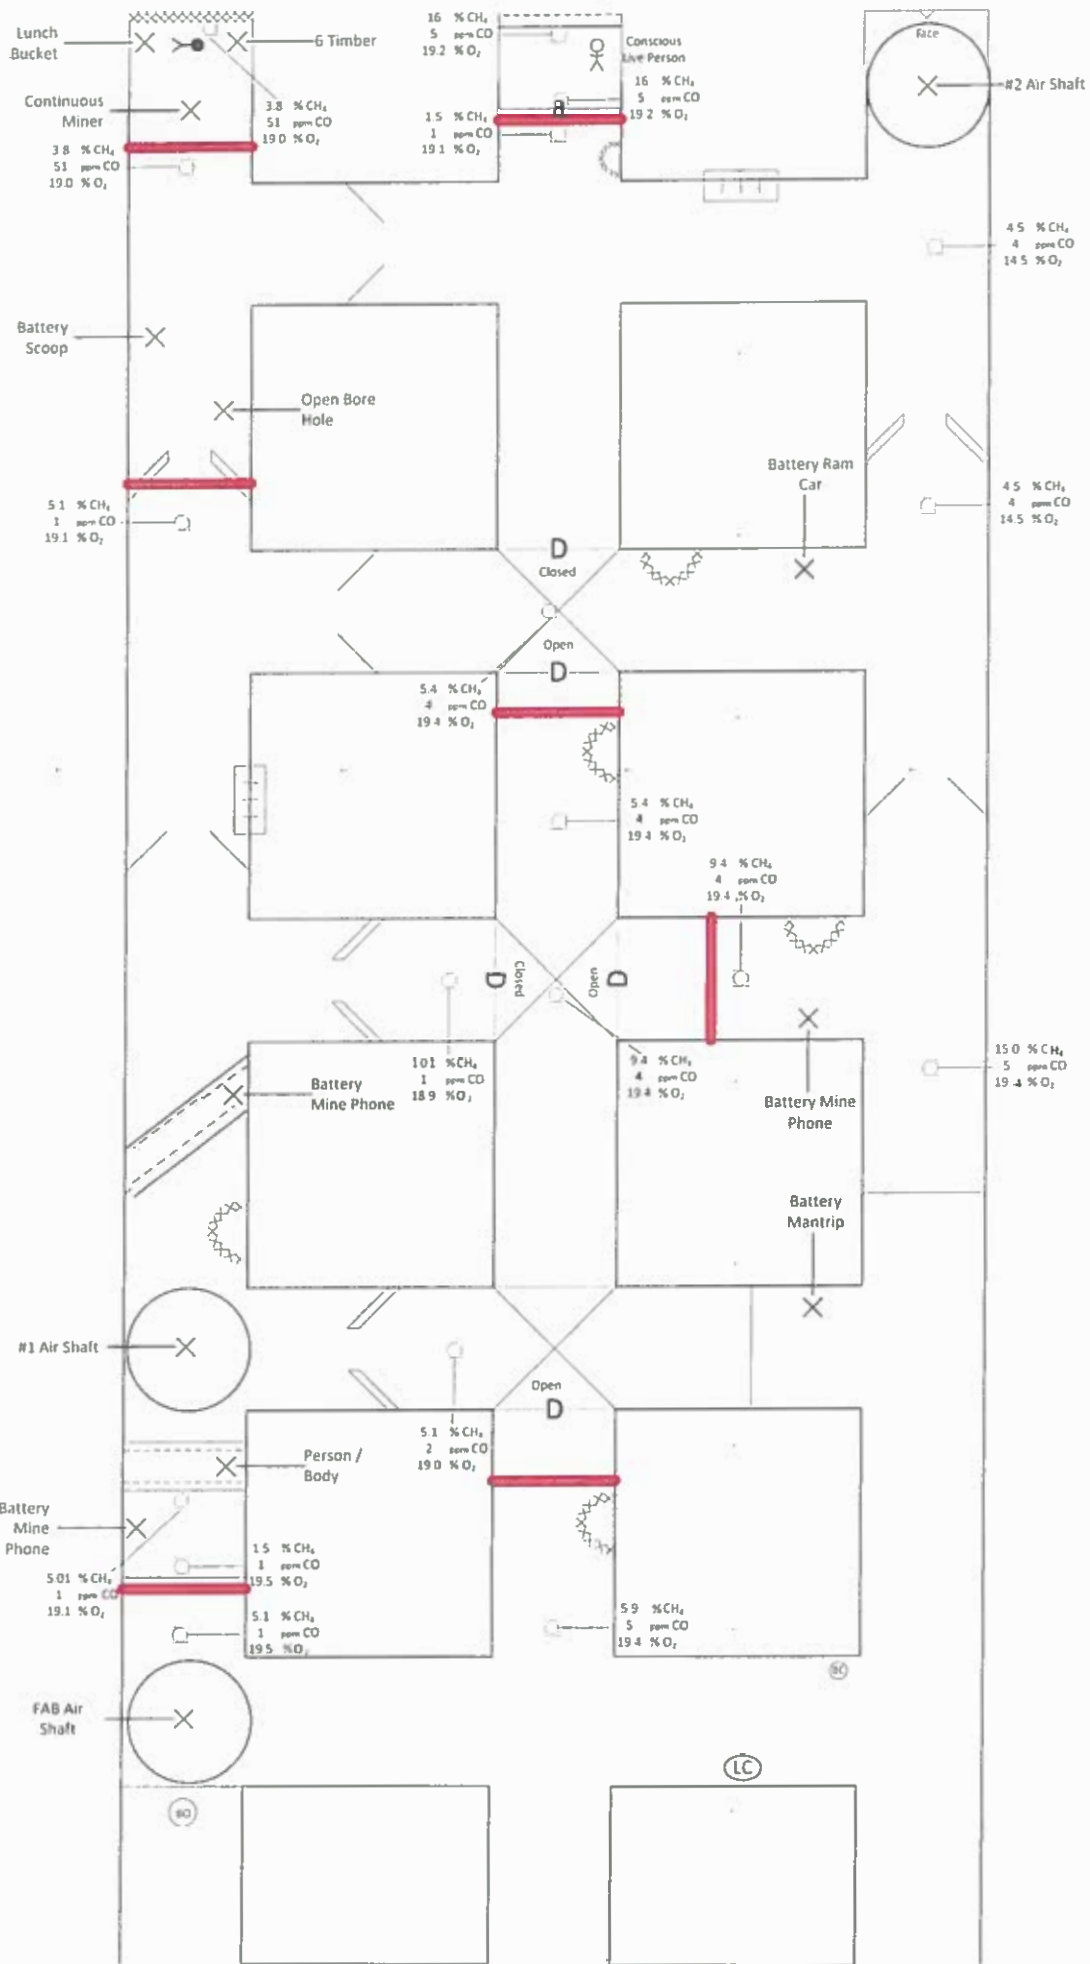 Lunch
Bucket
6 Timber
16 % CH₄
5 ppm CO
19.2 % O₂
Conscious
Live Person
Face
#2 Air Shaft
Continuous
Miner
3.8 % CH₄
51 ppm CO
19.0 % O₂
16 % CH₄
5 ppm CO
19.2 % O₂
1.5 % CH₄
1 ppm CO
19.1 % O₂
3.8 % CH₄
51 ppm CO
19.0 % O₂
4.5 % CH₄
4 ppm CO
14.5 % O₂
Battery
Scoop
Open Bore
Hole
Battery Ram
Car
5.1 % CH₄
1 ppm CO
19.1 % O₂
4.5 % CH₄
4 ppm CO
14.5 % O₂
D
Closed
Open
D
5.4 % CH₄
4 ppm CO
19.4 % O₂
5.4 % CH₄
4 ppm CO
19.4 % O₂
9.4 % CH₄
4 ppm CO
19.4 % O₂
D
Closed
Open
D
Battery
Mine Phone
10.1 % CH₄
1 ppm CO
18.9 % O₂
9.4 % CH₄
4 ppm CO
19.4 % O₂
15.0 % CH₄
5 ppm CO
19.4 % O₂
Battery Mine
Phone
Battery
Mantrip
#1 Air Shaft
Open
D
5.1 % CH₄
2 ppm CO
19.0 % O₂
Person /
Body
Battery
Mine
Phone
1.5 % CH₄
1 ppm CO
19.5 % O₂
5.01 % CH₄
1 ppm CO
19.1 % O₂
5.1 % CH₄
1 ppm CO
19.5 % O₂
5.9 % CH₄
5 ppm CO
19.4 % O₂
FAB Air
Shaft
LC